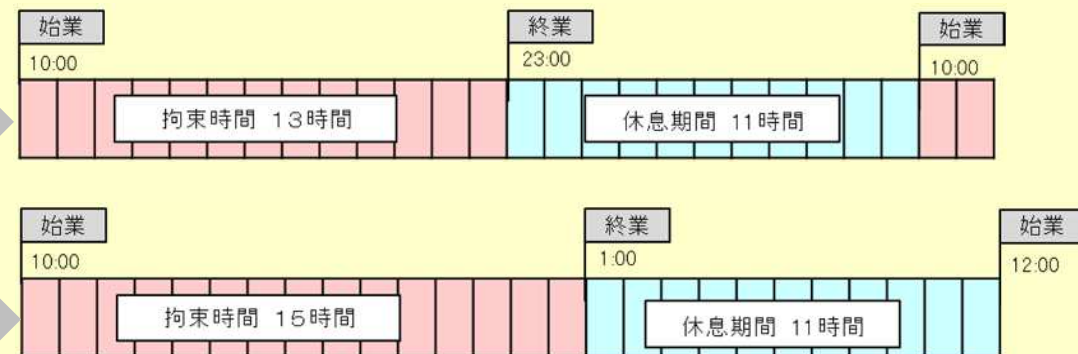 始業 終業 始業
10:00 23:00 10:00
拘束時間 13時間 休息期間 11時間
始業 終業 始業
10:00 1:00 12:00
拘束時間 15時間 休息期間 11時間